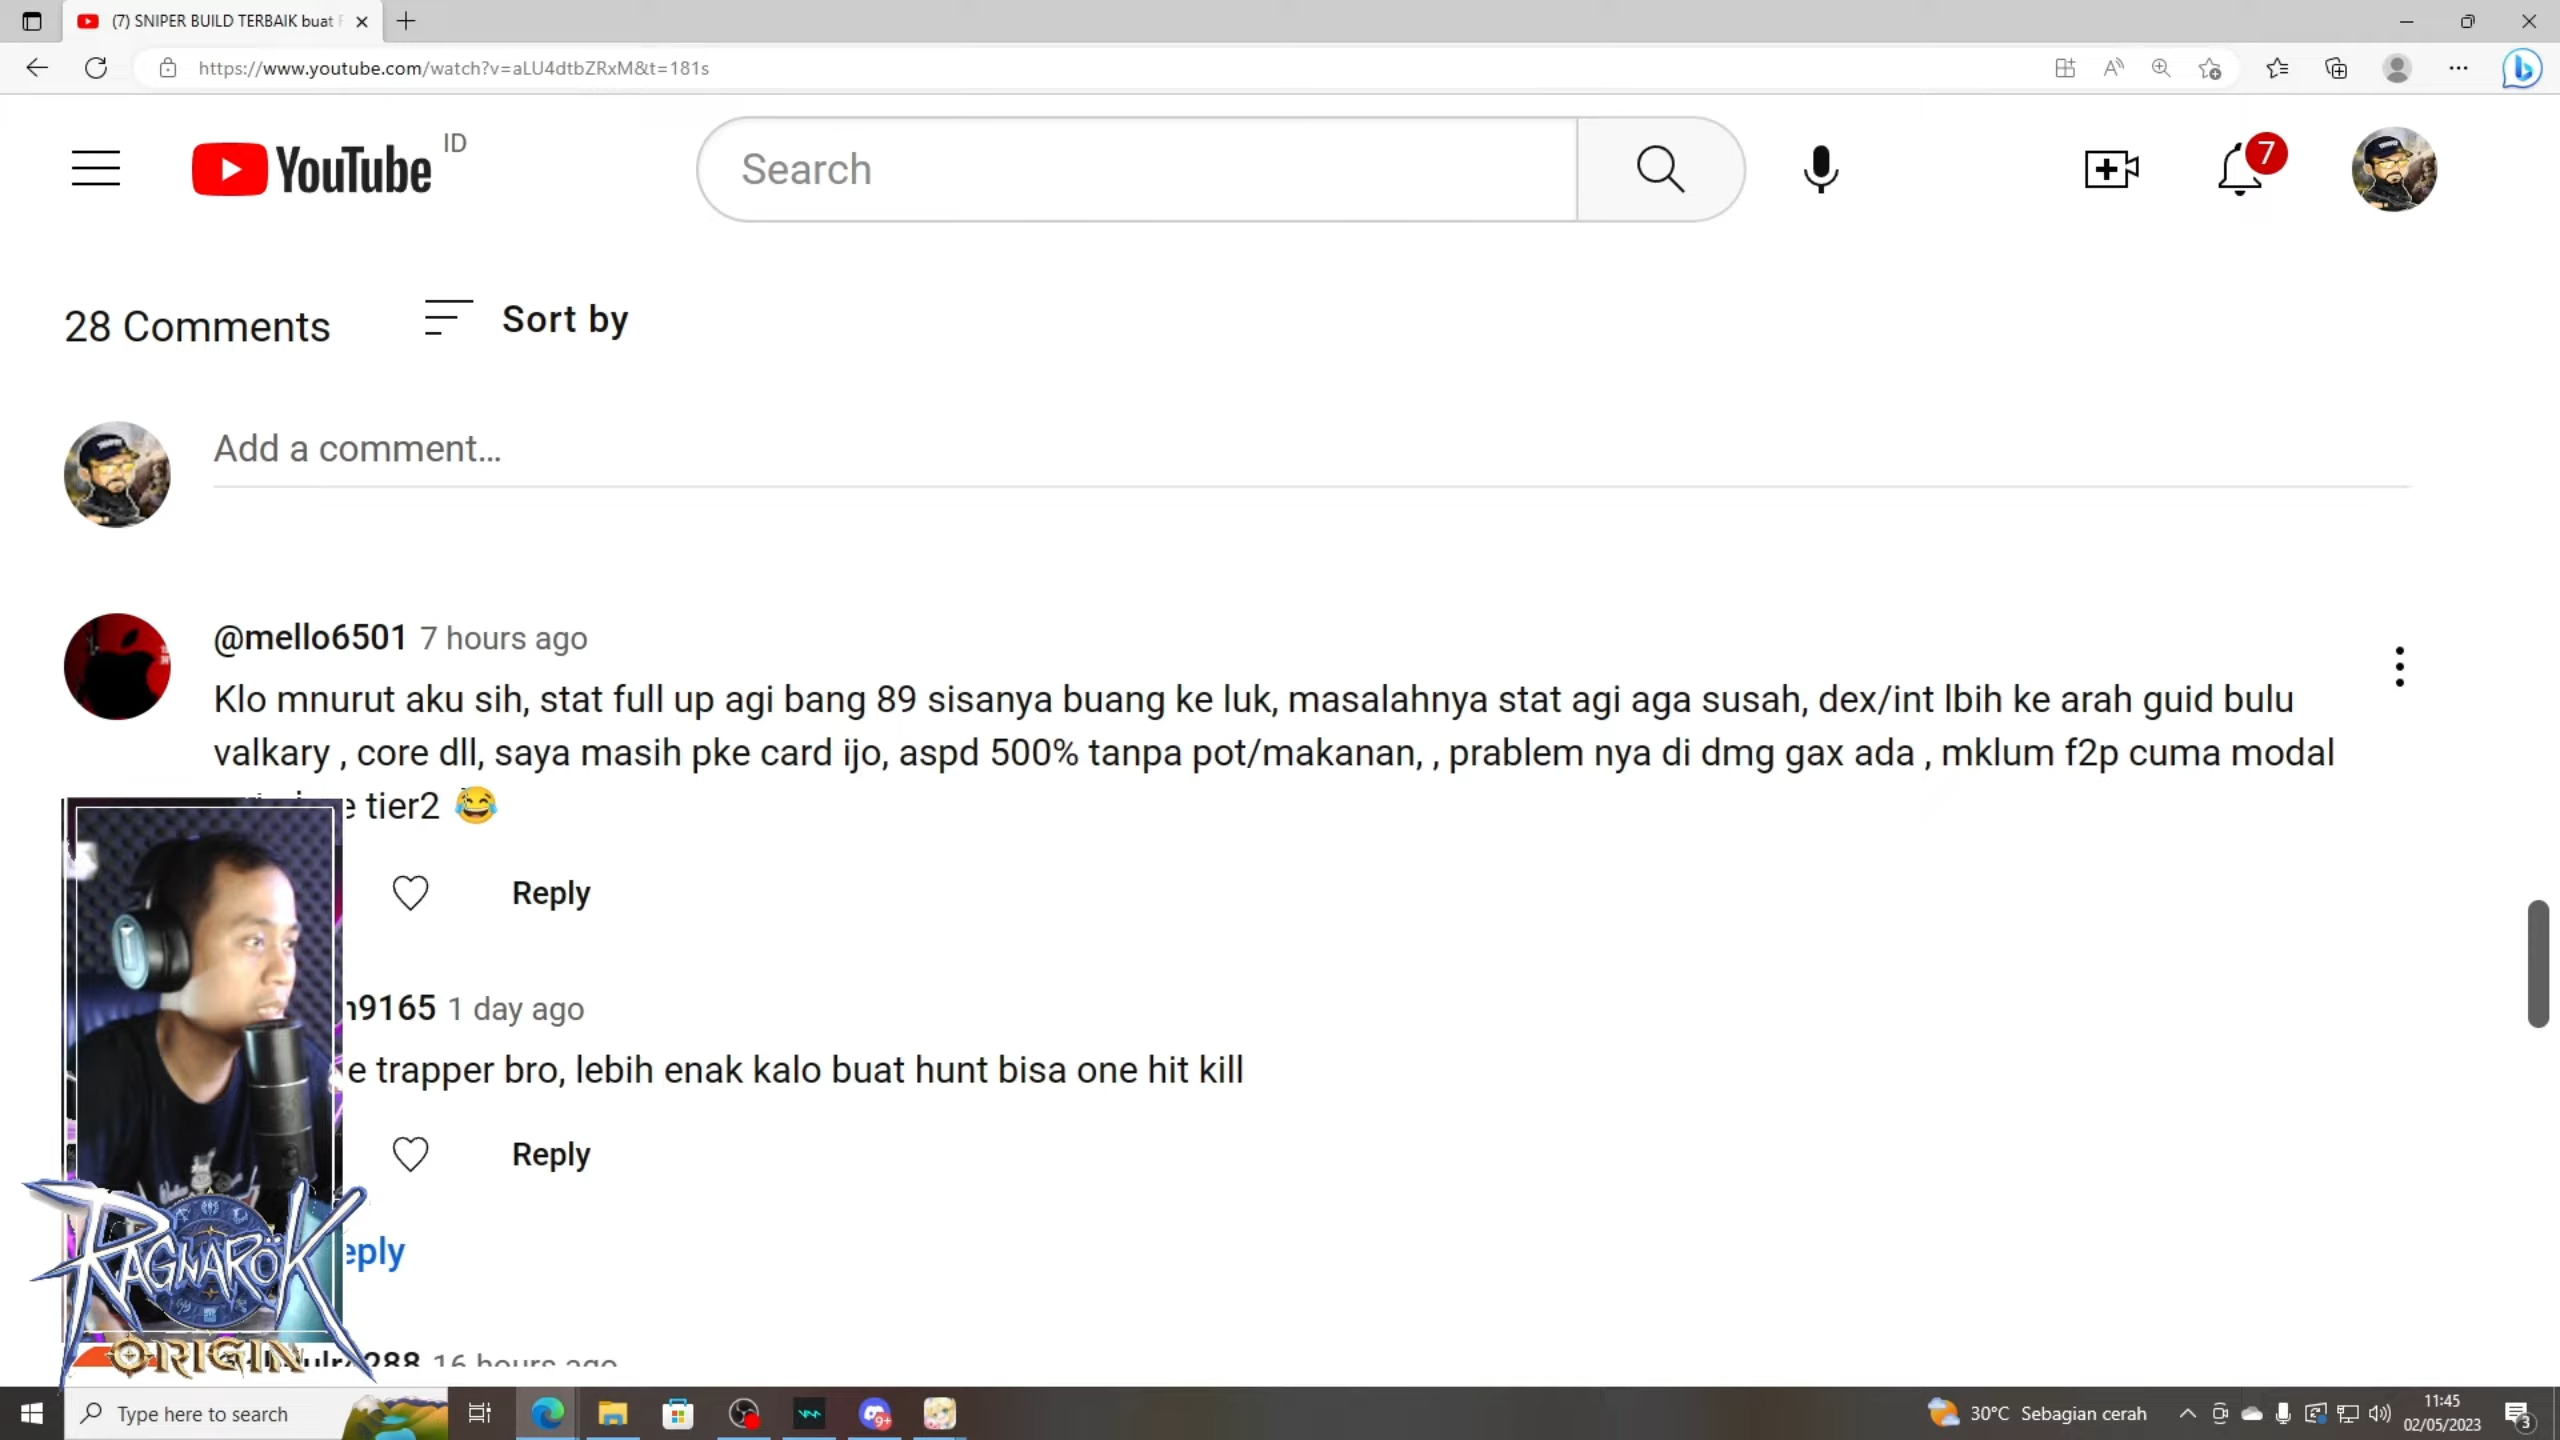 (7) SNIPER BUILD TERBAIK buat
https://www.youtube.com/watch?v=aLU4dtbZRxM&t=181s
YouTube ID
Search
7
28 Comments
Sort by
Add a comment...
@mello6501 7 hours ago
Klo mnurut aku sih, stat full up agi bang 89 sisanya buang ke luk, masalahnya stat agi aga susah, dex/int lbih ke arah guid bulu
valkary , core dll, saya masih pke card ijo, aspd 500% tanpa pot/makanan, , prablem nya di dmg gax ada , mklum f2p cuma modal
e tier2 😂
Reply
n9165 1 day ago
e trapper bro, lebih enak kalo buat hunt bisa one hit kill
Reply
eply
288 16 hours ago
RAGNARÖK
ORIGIN
Type here to search
9+
30°C Sebagian cerah
11:45
02/05/2023
3